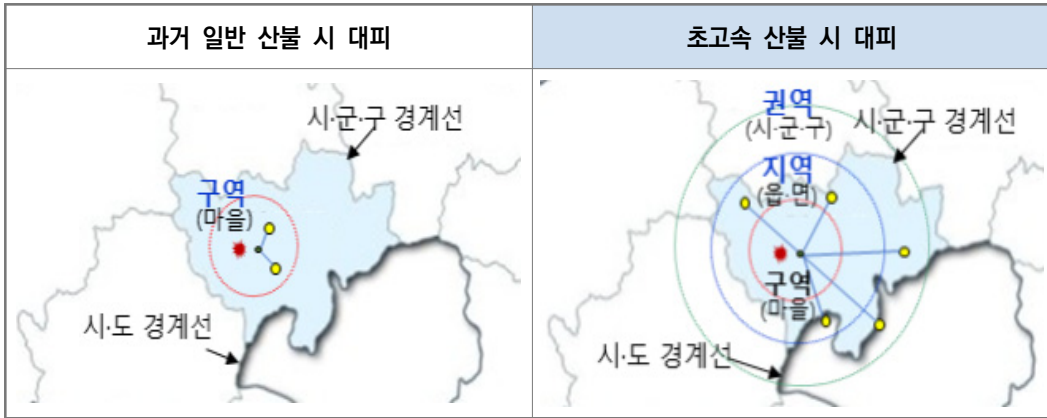 과거 일반 산불 시 대피
초고속 산불 시 대피
시·군·구 경계선
구역
(마을)
시·도 경계선
권역
(시·군·구)
시·군·구 경계선
지역
(읍·면)
구역
(마을)
시·도 경계선